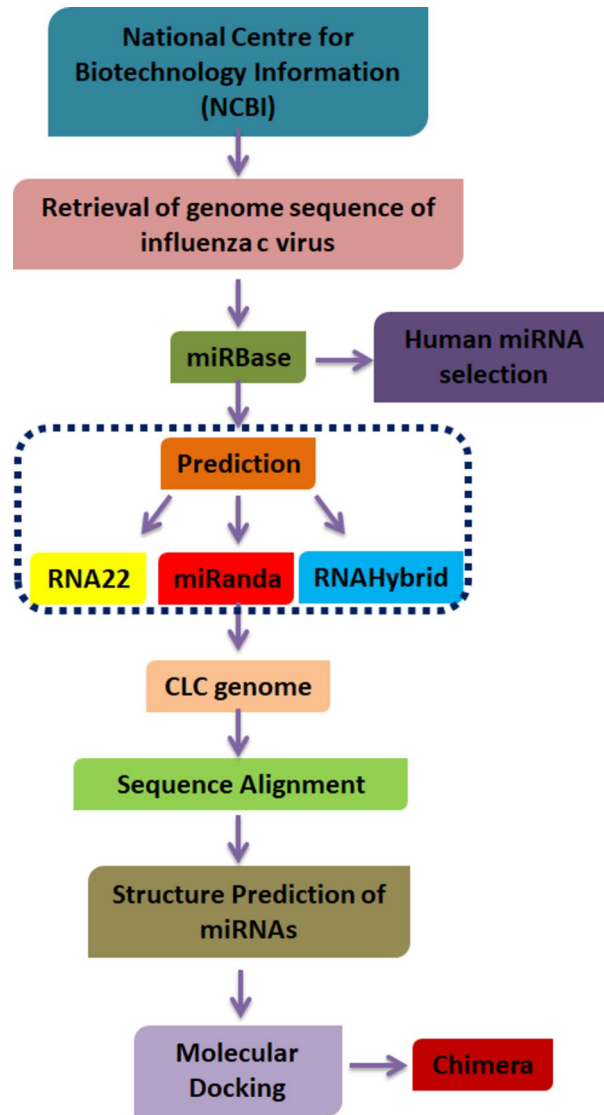 National Centre for
Biotechnology Information
(NCBI)
Retrieval of genome sequence of
influenza c virus
miRBase
Human miRNA
selection
Prediction
RNA22
miRanda
RNAHybrid
CLC genome
Sequence Alignment
Structure Prediction of
miRNAs
Molecular
Docking
Chimera